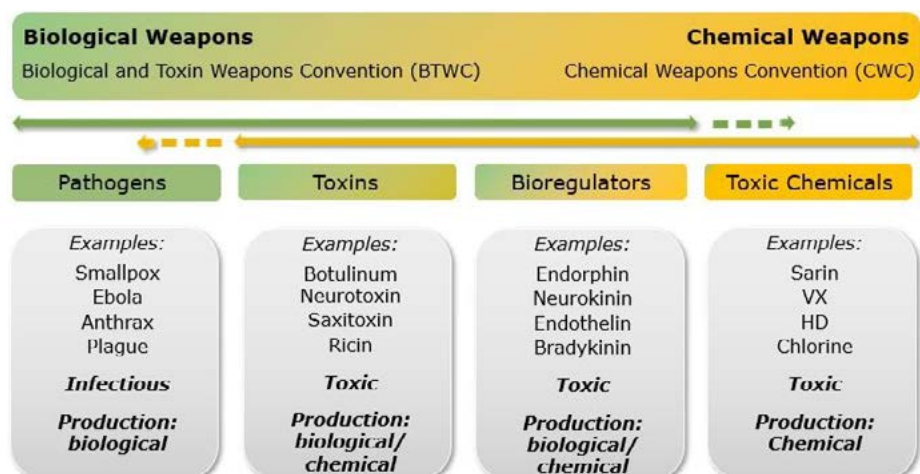 Biological Weapons
Chemical Weapons
Biological and Toxin Weapons Convention (BTWC)
Chemical Weapons Convention (CWC)
Pathogens
Toxins
Bioregulators
Toxic Chemicals
Examples:
Smallpox
Ebola
Anthrax
Plague
Infectious
Production:
biological
Examples:
Botulinum
Neurotoxin
Saxitoxin
Ricin
Toxic
Production:
biological/
chemical
Examples:
Endorphin
Neurokinin
Endothelin
Bradykinin
Toxic
Production:
biological/
chemical
Examples:
Sarin
VX
HD
Chlorine
Toxic
Production:
Chemical